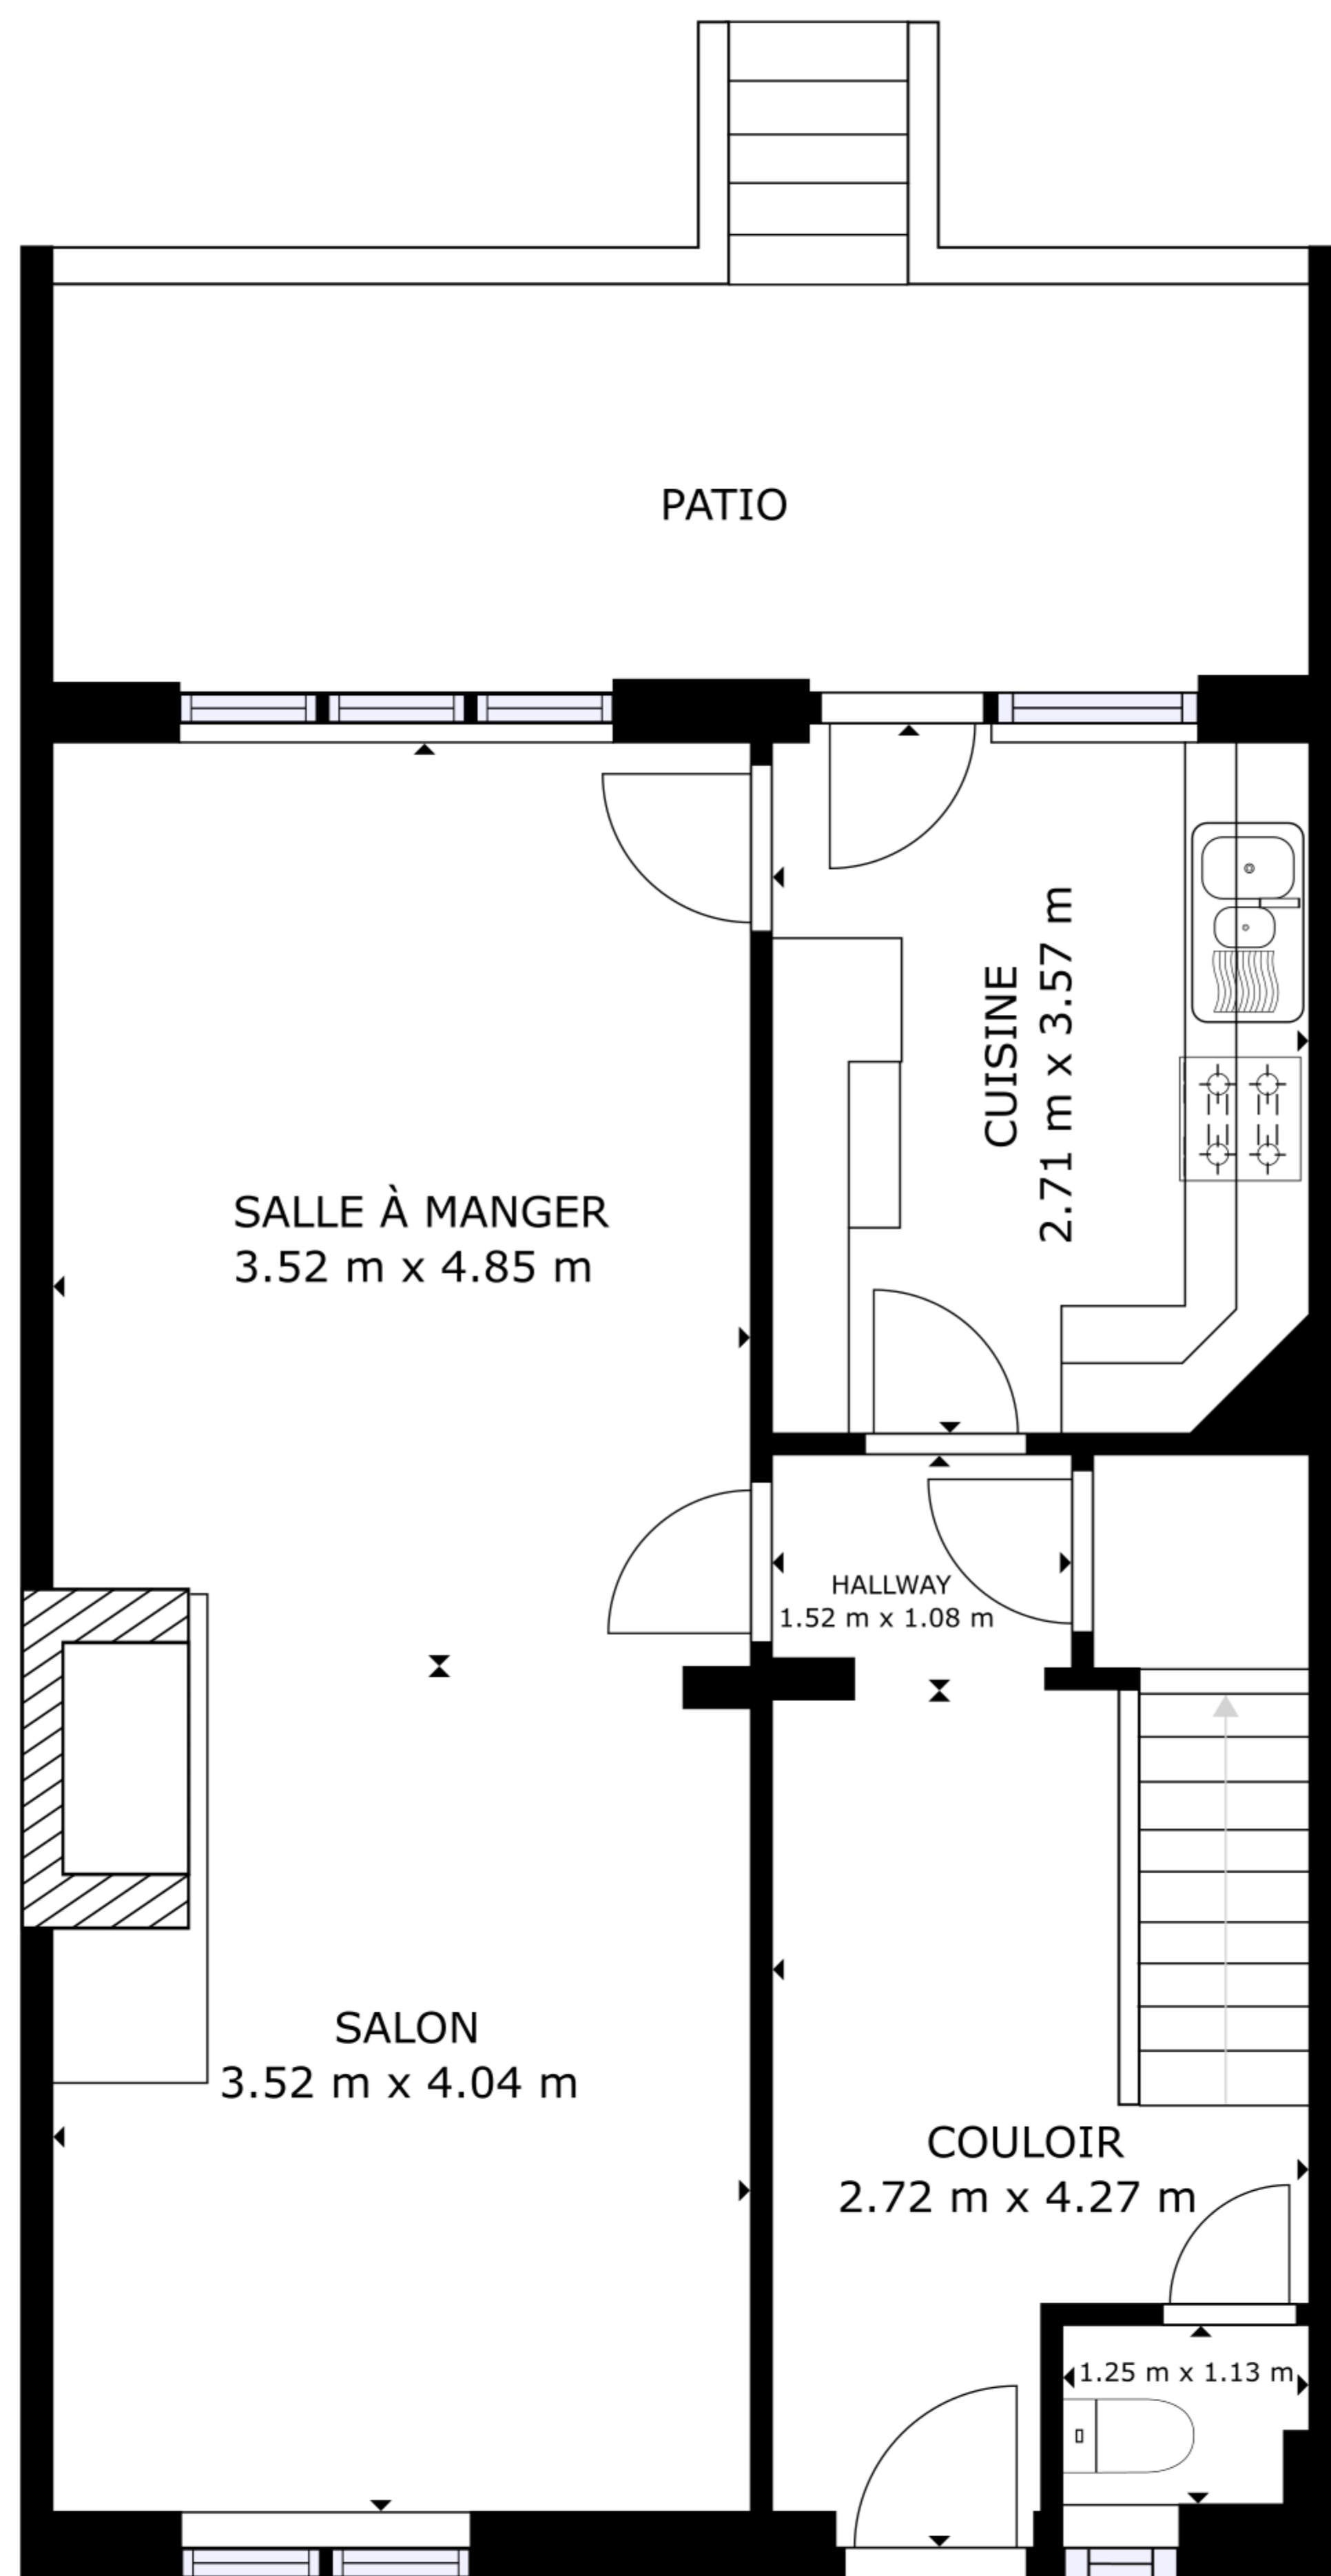 PATIO
CUISINE
2.71 m x 3.57 m
SALLE À MANGER
3.52 m x 4.85 m
HALLWAY
1.52 m x 1.08 m
SALON
3.52 m x 4.04 m
COULOIR
2.72 m x 4.27 m
1.25 m x 1.13 m